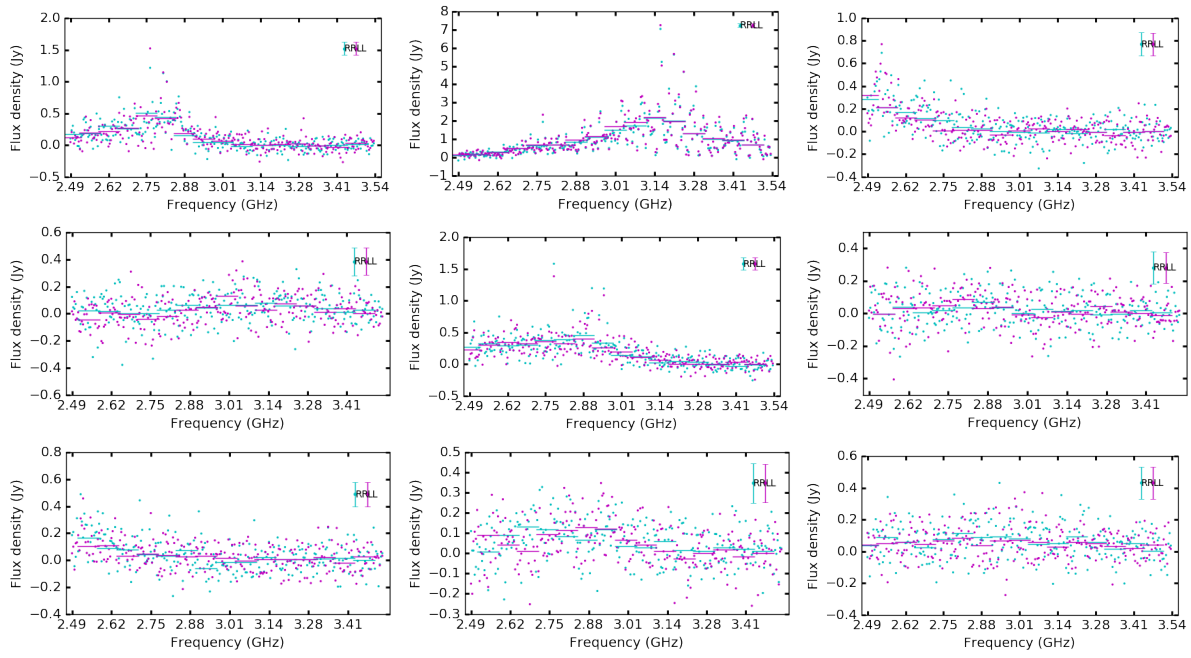 2.0
1.5
1.0
0.5
0.0
−0.5
Flux density (Jy)
RRLL
2.49 2.62 2.75 2.88 3.01 3.14 3.28 3.41 3.54
Frequency (GHz)
8
7
6
5
4
3
2
1
0
−1
Flux density (Jy)
RRLL
2.49 2.62 2.75 2.88 3.01 3.14 3.28 3.41 3.54
Frequency (GHz)
1.0
0.8
0.6
0.4
0.2
0.0
−0.2
−0.4
Flux density (Jy)
RRLL
2.49 2.62 2.75 2.88 3.01 3.14 3.28 3.41 3.54
Frequency (GHz)
0.6
0.4
0.2
0.0
−0.2
−0.4
−0.6
Flux density (Jy)
RRLL
2.49 2.62 2.75 2.88 3.01 3.14 3.28 3.41
Frequency (GHz)
2.0
1.5
1.0
0.5
0.0
−0.5
Flux density (Jy)
RRLL
2.49 2.62 2.75 2.88 3.01 3.14 3.28 3.41 3.54
Frequency (GHz)
0.4
0.2
0.0
−0.2
−0.4
Flux density (Jy)
RRLL
2.49 2.62 2.75 2.88 3.01 3.14 3.28 3.41
Frequency (GHz)
0.8
0.6
0.4
0.2
0.0
−0.2
−0.4
Flux density (Jy)
RRLL
2.49 2.62 2.75 2.88 3.01 3.14 3.28 3.41
Frequency (GHz)
0.5
0.4
0.3
0.2
0.1
0.0
−0.1
−0.2
−0.3
Flux density (Jy)
RRLL
2.49 2.62 2.75 2.88 3.01 3.14 3.28 3.41
Frequency (GHz)
0.6
0.4
0.2
0.0
−0.2
−0.4
Flux density (Jy)
RRLL
2.49 2.62 2.75 2.88 3.01 3.14 3.28 3.41 3.54
Frequency (GHz)